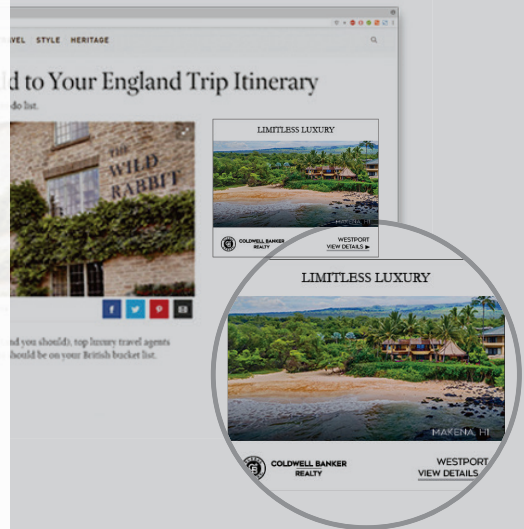 STYLE HERITAGE
to Your England Trip Itinerary
do list.
THE
WILD
RABBIT
LIMITLESS LUXURY
MAKENA, HI
COLDWELL BANKER
REALTY
WESTPORT
VIEW DETAILS
f
you should), top luxury travel agents
should be on your British bucket list.
LIMITLESS LUXURY
MAKENA, HI
COLDWELL BANKER
REALTY
WESTPORT
VIEW DETAILS